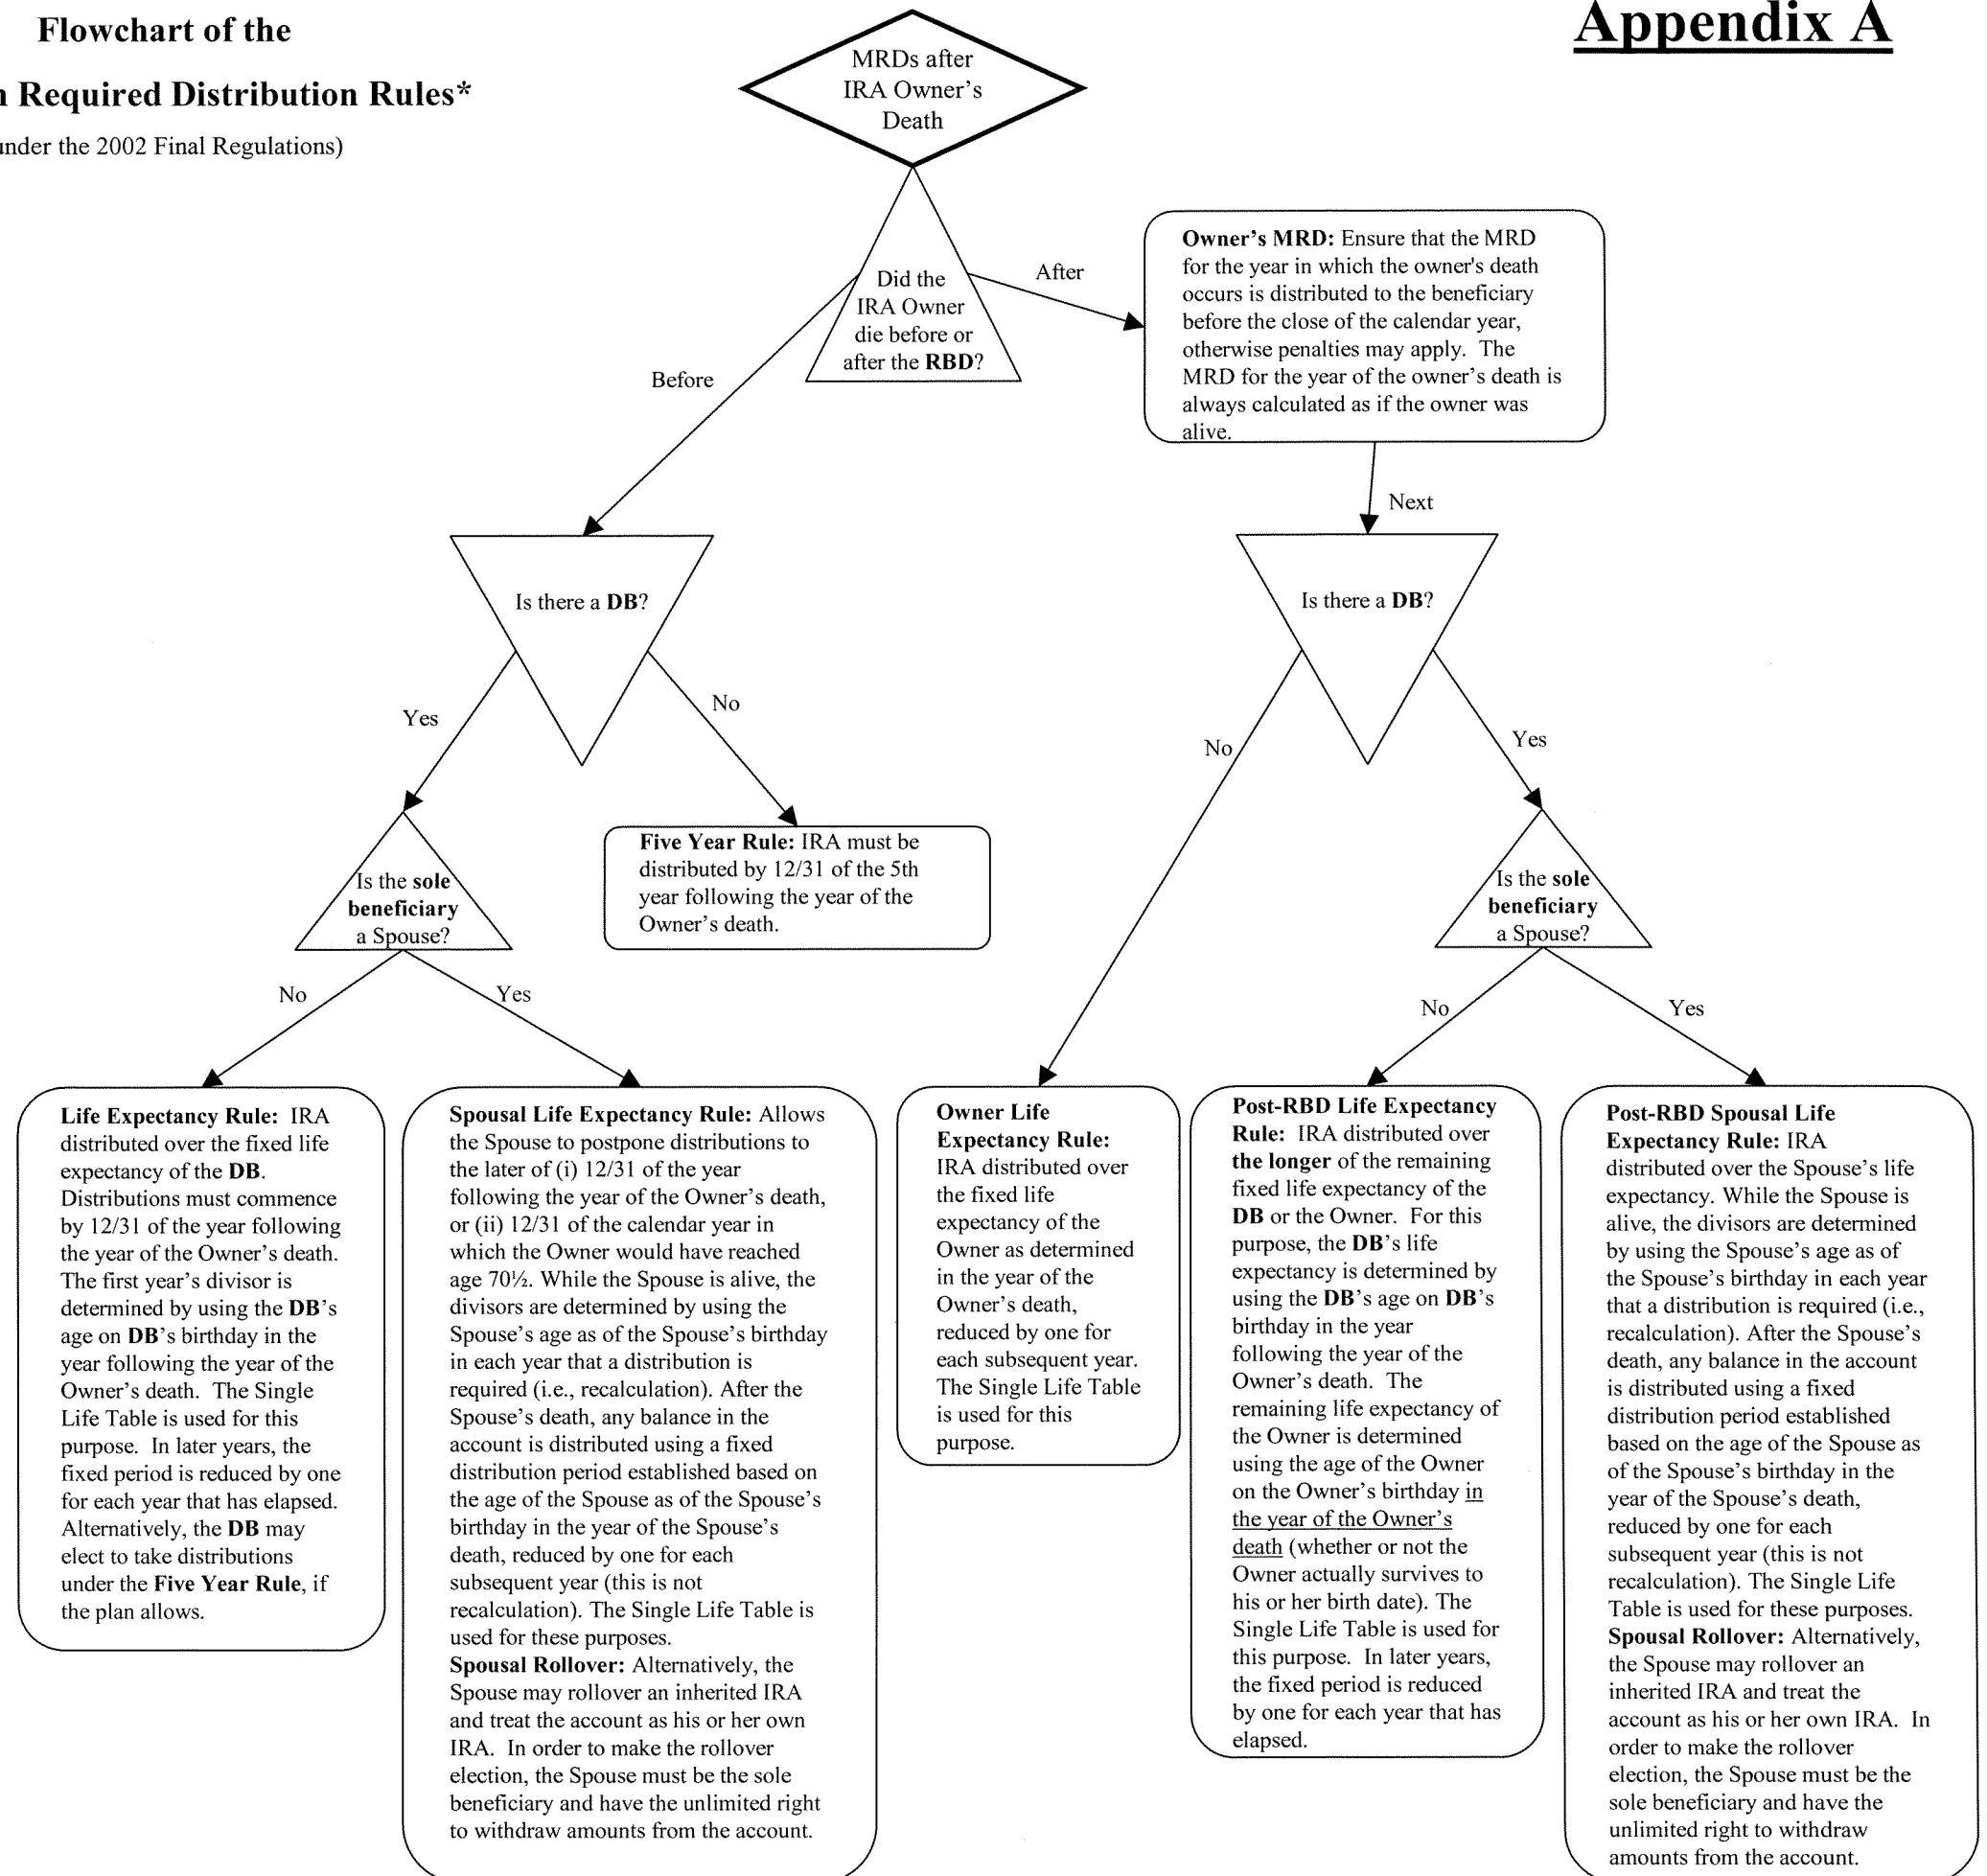 Flowchart of the
Required Distribution Rules*
under the 2002 Final Regulations)
Appendix A
MRDs after
IRA Owner's
Death
Did the
IRA Owner
die before or
after the RBD?
Before
After
Owner's MRD: Ensure that the MRD
for the year in which the owner's death
occurs is distributed to the beneficiary
before the close of the calendar year,
otherwise penalties may apply. The
MRD for the year of the owner's death is
always calculated as if the owner was
alive.
Next
Is there a DB?
Yes
No
Is there a DB?
No
Yes
Five Year Rule: IRA must be
distributed by 12/31 of the 5th
year following the year of the
Owner's death.
Is the sole
beneficiary
a Spouse?
No
Yes
Is the sole
beneficiary
a Spouse?
No
Yes
Life Expectancy Rule: IRA
distributed over the fixed life
expectancy of the DB.
Distributions must commence
by 12/31 of the year following
the year of the Owner's death.
The first year's divisor is
determined by using the DB's
age on DB's birthday in the
year following the year of the
Owner's death. The Single
Life Table is used for this
purpose. In later years, the
fixed period is reduced by one
for each year that has elapsed.
Alternatively, the DB may
elect to take distributions
under the Five Year Rule, if
the plan allows.
Spousal Life Expectancy Rule: Allows
the Spouse to postpone distributions to
the later of (i) 12/31 of the year
following the year of the Owner's death,
or (ii) 12/31 of the calendar year in
which the Owner would have reached
age 70½. While the Spouse is alive, the
divisors are determined by using the
Spouse's age as of the Spouse's birthday
in each year that a distribution is
required (i.e., recalculation). After the
Spouse's death, any balance in the
account is distributed using a fixed
distribution period established based on
the age of the Spouse as of the Spouse's
birthday in the year of the Spouse's
death, reduced by one for each
subsequent year (this is not
recalculation). The Single Life Table is
used for these purposes.
Spousal Rollover: Alternatively, the
Spouse may rollover an inherited IRA
and treat the account as his or her own
IRA. In order to make the rollover
election, the Spouse must be the sole
beneficiary and have the unlimited right
to withdraw amounts from the account.
Owner Life
Expectancy Rule:
IRA distributed over
the fixed life
expectancy of the
Owner as determined
in the year of the
Owner's death,
reduced by one for
each subsequent year.
The Single Life Table
is used for this
purpose.
Post-RBD Life Expectancy
Rule: IRA distributed over
the longer of the remaining
fixed life expectancy of the
DB or the Owner. For this
purpose, the DB's life
expectancy is determined by
using the DB's age on DB's
birthday in the year
following the year of the
Owner's death. The
remaining life expectancy of
the Owner is determined
using the age of the Owner
on the Owner's birthday in
the year of the Owner's
death (whether or not the
Owner actually survives to
his or her birth date). The
Single Life Table is used for
this purpose. In later years,
the fixed period is reduced
by one for each year that has
elapsed.
Post-RBD Spousal Life
Expectancy Rule: IRA
distributed over the Spouse's life
expectancy. While the Spouse is
alive, the divisors are determined
by using the Spouse's age as of
the Spouse's birthday in each year
that a distribution is required (i.e.,
recalculation). After the Spouse's
death, any balance in the account
is distributed using a fixed
distribution period established
based on the age of the Spouse as
of the Spouse's birthday in the
year of the Spouse's death,
reduced by one for each
subsequent year (this is not
recalculation). The Single Life
Table is used for these purposes.
Spousal Rollover: Alternatively,
the Spouse may rollover an
inherited IRA and treat the
account as his or her own IRA. In
order to make the rollover
election, the Spouse must be the
sole beneficiary and have the
unlimited right to withdraw
amounts from the account.